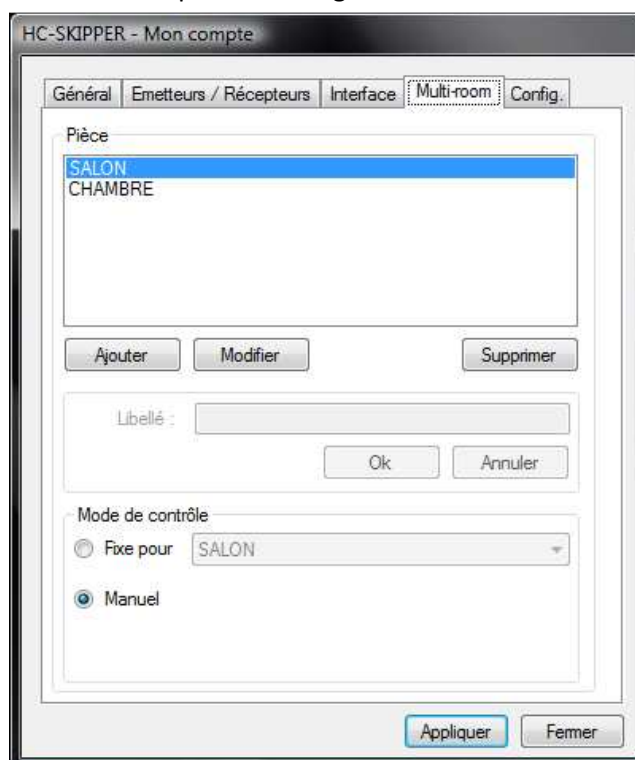 HC-SKIPPER - Mon compte
Général Emetteurs / Récepteurs Interface Multi-room Config.
Pièce
SALON
CHAMBRE
Ajouter Modifier Supprimer
Libellé :
Ok Annuler
Mode de contrôle
Fixe pour SALON
Manuel
Appliquer Fermer